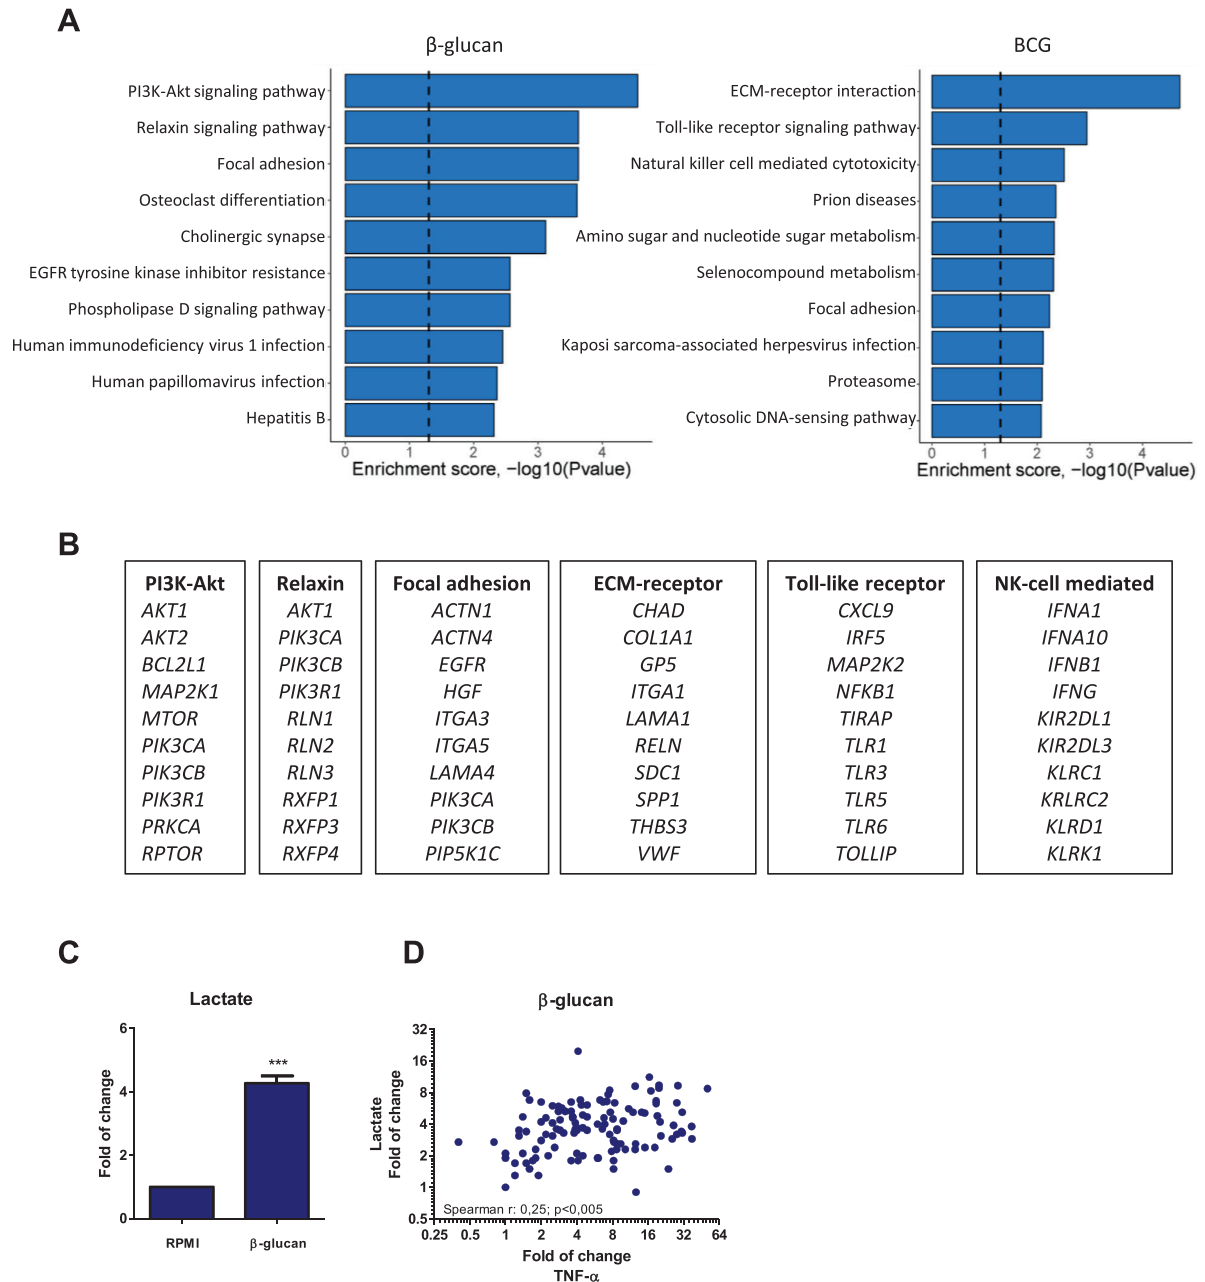 A
β-glucan
PI3K-Akt signaling pathway
Relaxin signaling pathway
Focal adhesion
Osteoclast differentiation
Cholinergic synapse
EGFR tyrosine kinase inhibitor resistance
Phospholipase D signaling pathway
Human immunodeficiency virus 1 infection
Human papillomavirus infection
Hepatitis B
0 1 2 3 4
Enrichment score, −log10(Pvalue)
BCG
ECM-receptor interaction
Toll-like receptor signaling pathway
Natural killer cell mediated cytotoxicity
Prion diseases
Amino sugar and nucleotide sugar metabolism
Selenocompound metabolism
Focal adhesion
Kaposi sarcoma-associated herpesvirus infection
Proteasome
Cytosolic DNA-sensing pathway
0 1 2 3 4
Enrichment score, −log10(Pvalue)
B
PI3K-Akt
AKT1
AKT2
BCL2L1
MAP2K1
MTOR
PIK3CA
PIK3CB
PIK3R1
PRKCA
RPTOR
Relaxin
AKT1
PIK3CA
PIK3CB
PIK3R1
RLN1
RLN2
RLN3
RXFP1
RXFP3
RXFP4
Focal adhesion
ACTN1
ACTN4
EGFR
HGF
ITGA3
ITGA5
LAMA4
PIK3CA
PIK3CB
PIP5K1C
ECM-receptor
CHAD
COL1A1
GP5
ITGA1
LAMA1
RELN
SDC1
SPP1
THBS3
VWF
Toll-like receptor
CXCL9
IRF5
MAP2K2
NFKB1
TIRAP
TLR1
TLR3
TLR5
TLR6
TOLLIP
NK-cell mediated
IFNA1
IFNA10
IFNB1
IFNG
KIR2DL1
KIR2DL3
KLRC1
KRLRC2
KLRD1
KLRK1
C
Lactate
Fold of change
6
4
2
0
***
RPMI β-glucan
D
β-glucan
Lactate
Fold of change
32
16
8
4
2
1
0.5
Spearman r: 0,25; p<0,005
0.25 0.5 1 2 4 8 16 32 64
Fold of change
TNF-α